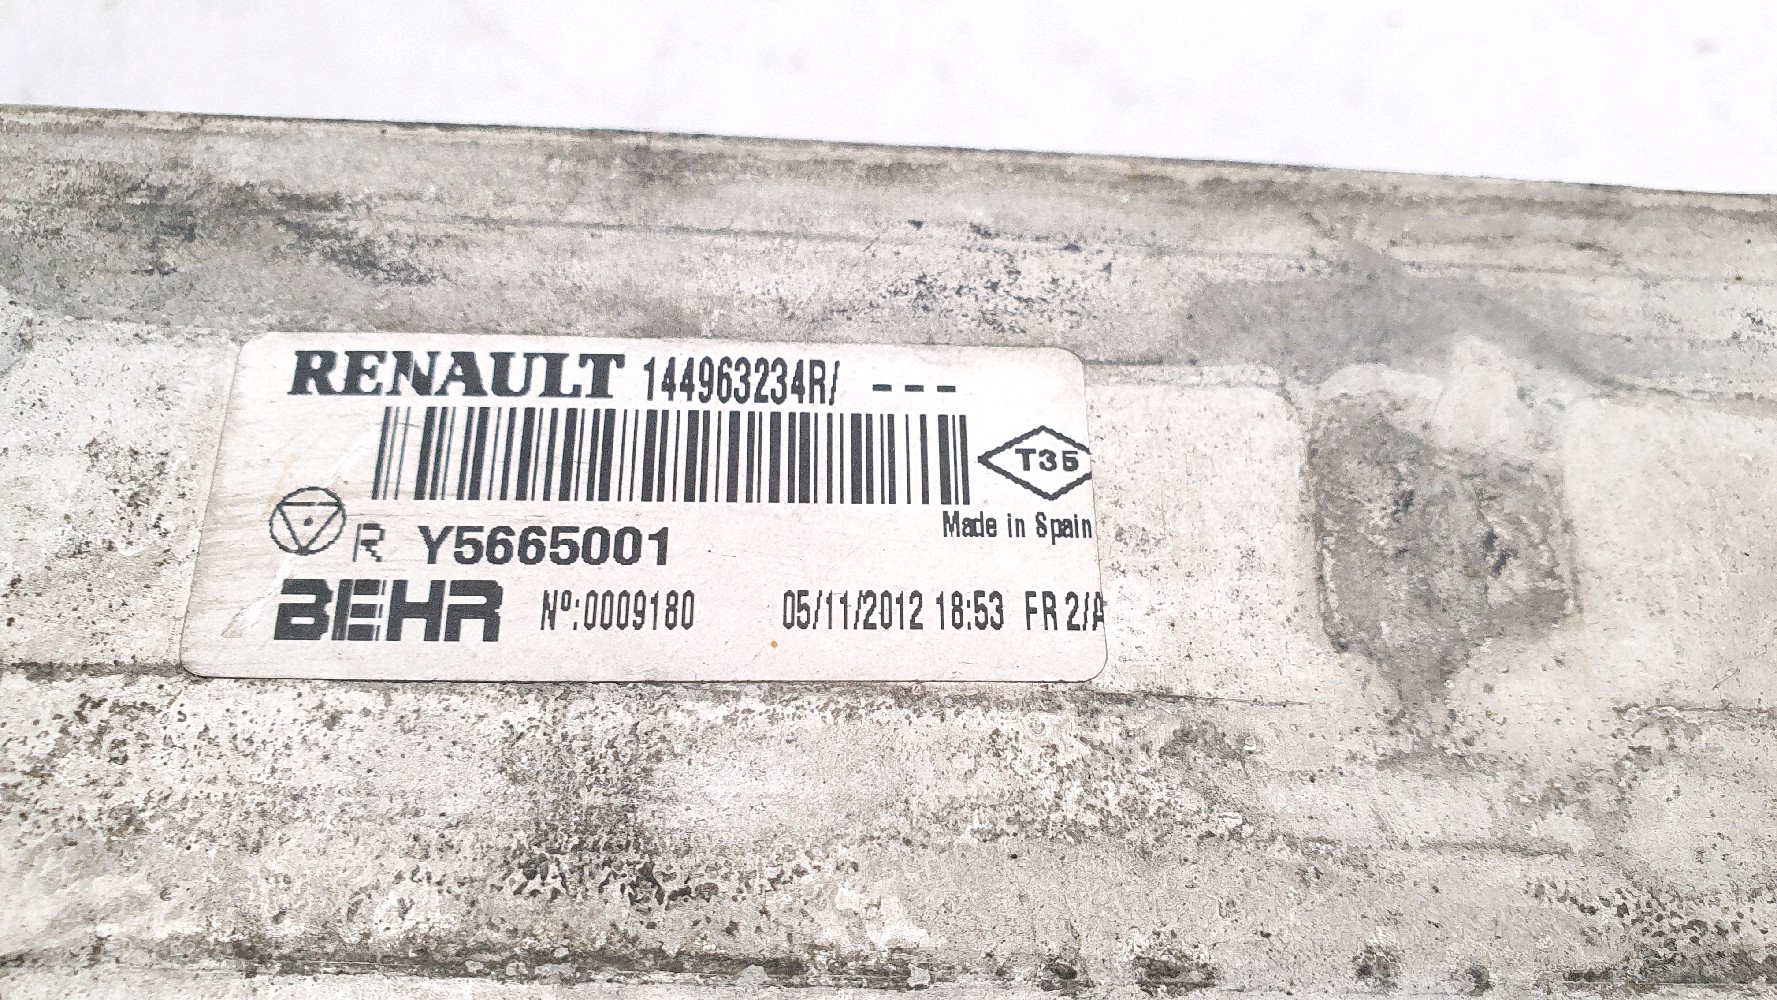 RENAULT 144963234R/ ---
T35
Made in Spain
R Y5665001
BEHR Nº:0009180 05/11/2012 18:53 FR 2/A